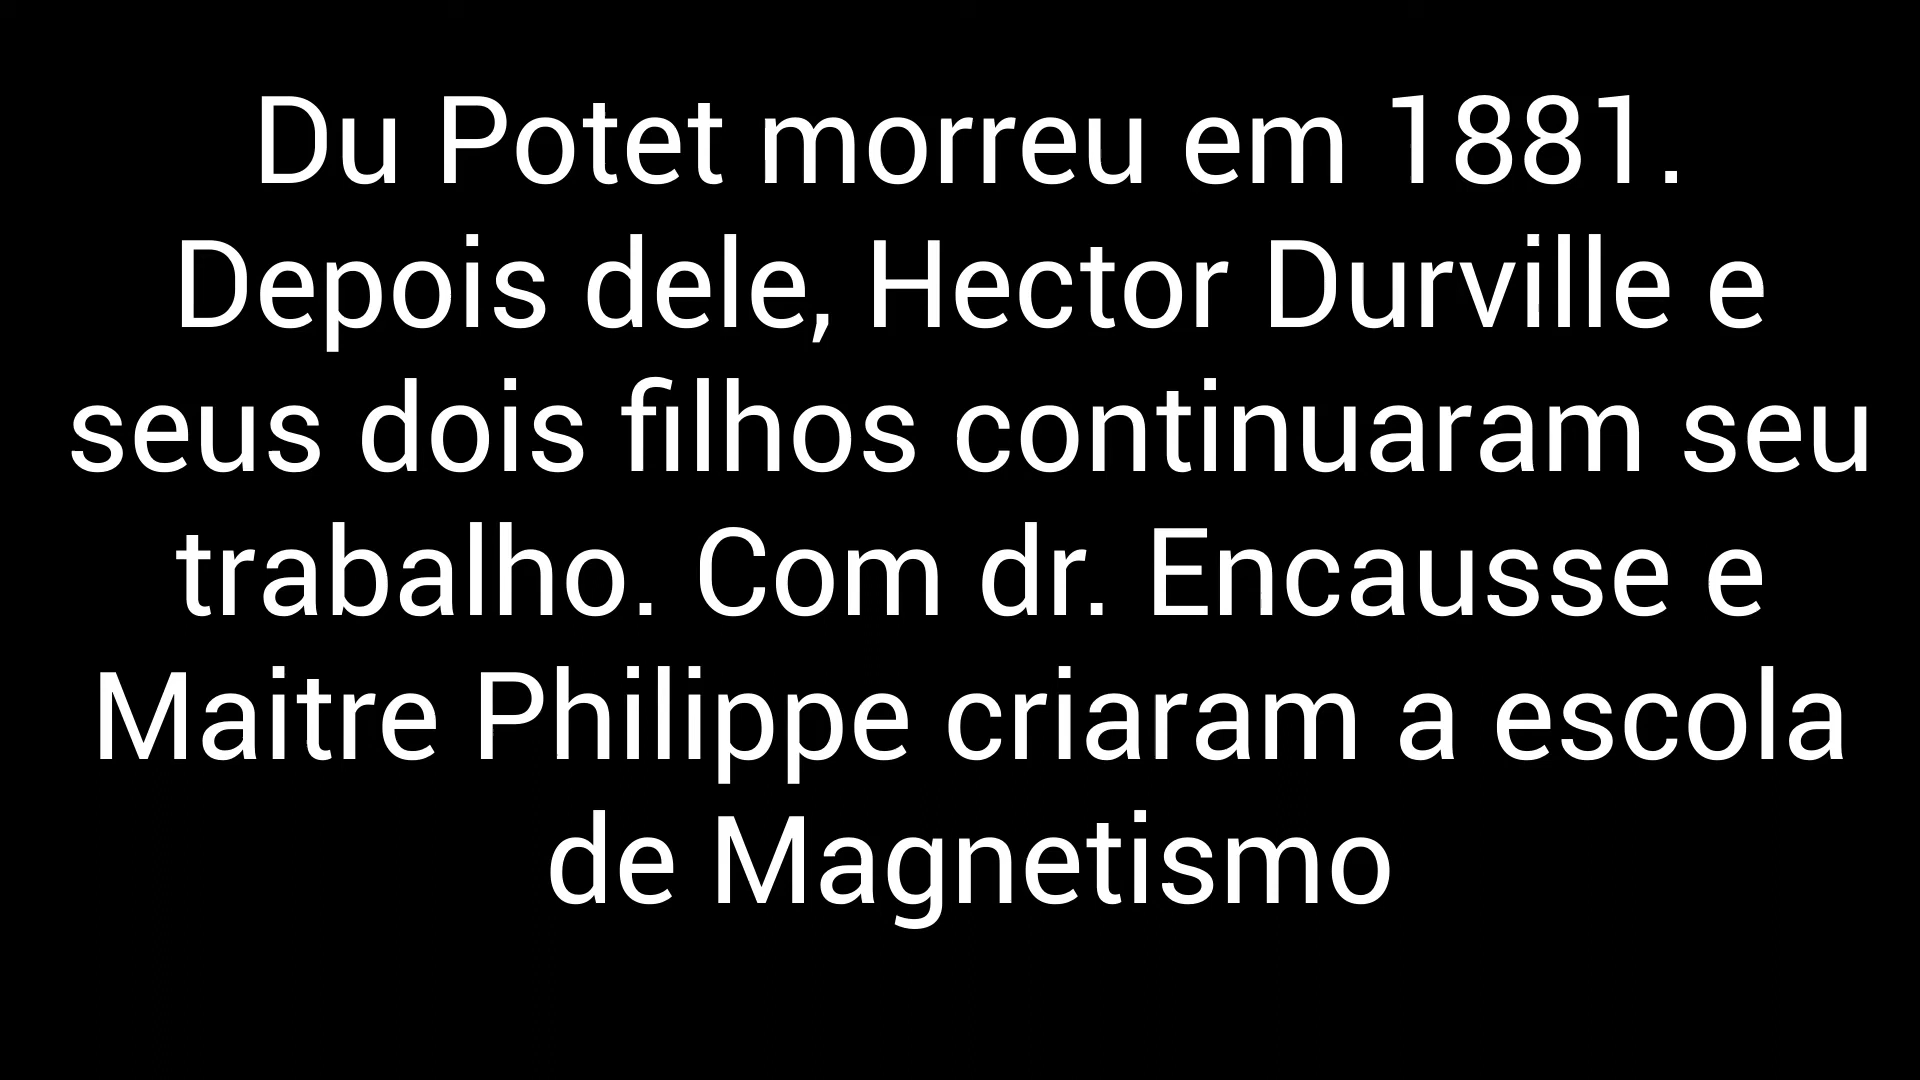 Du Potet morreu em 1881.
Depois dele, Hector Durville e
seus dois filhos continuaram seu
trabalho. Com dr. Encausse e
Maitre Philippe criaram a escola
de Magnetismo